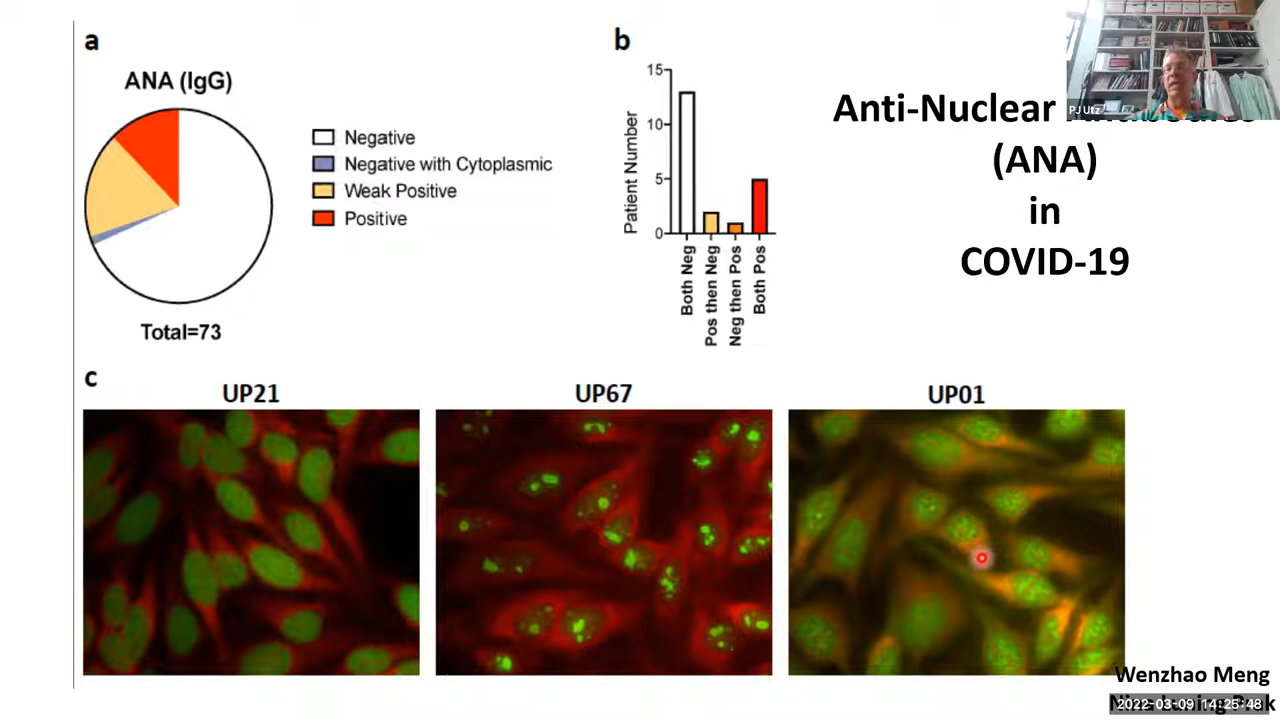 a
ANA (IgG)
Negative
Negative with Cytoplasmic
Weak Positive
Positive
Total=73
b
Patient Number
15
10
5
0
Both Neg
Pos then Neg
Neg then Pos
Both Pos
Anti-Nuclear
(ANA)
in
COVID-19
PJ Utz
c
UP21
UP67
UP01
Wenzhao Meng
2022-03-09 14:25:48